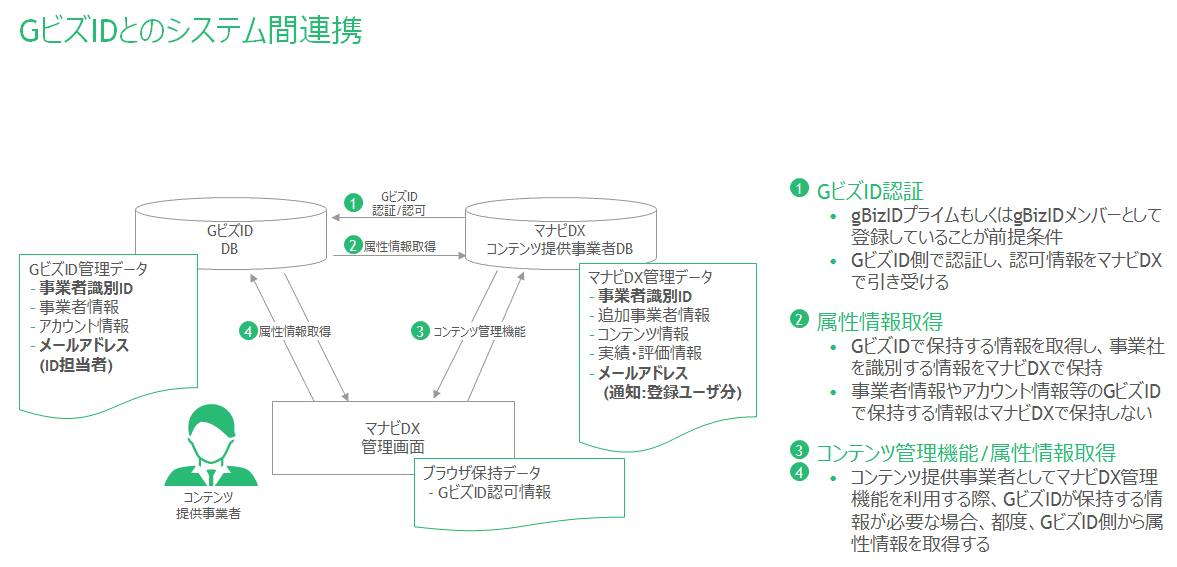 GビズIDとのシステム間連携
1
GビズID
認証/認可
GビズID
DB
マナビDX
コンテンツ提供事業者DB
2
属性情報取得
GビズID管理データ
- 事業者識別ID
- 事業者情報
- アカウント情報
- メールアドレス
(ID担当者)
マナビDX管理データ
- 事業者識別ID
- 追加事業者情報
- コンテンツ情報
- 実績・評価情報
- メールアドレス
(通知:登録ユーザ分)
4
属性情報取得
3
コンテンツ管理機能
マナビDX
管理画面
ブラウザ保持データ
- GビズID認可情報
コンテンツ
提供事業者
1 GビズID認証
• gBizIDプライムもしくはgBizIDメンバーとして
登録していることが前提条件
• GビズID側で認証し、認可情報をマナビDX
で引き受ける
2 属性情報取得
• GビズIDで保持する情報を取得し、事業社
を識別する情報をマナビDXで保持
• 事業者情報やアカウント情報等のGビズID
で保持する情報はマナビDXで保持しない
3 コンテンツ管理機能/属性情報取得
4
• コンテンツ提供事業者としてマナビDX管理
機能を利用する際、GビズIDが保持する情
報が必要な場合、都度、GビズID側から属
性情報を取得する